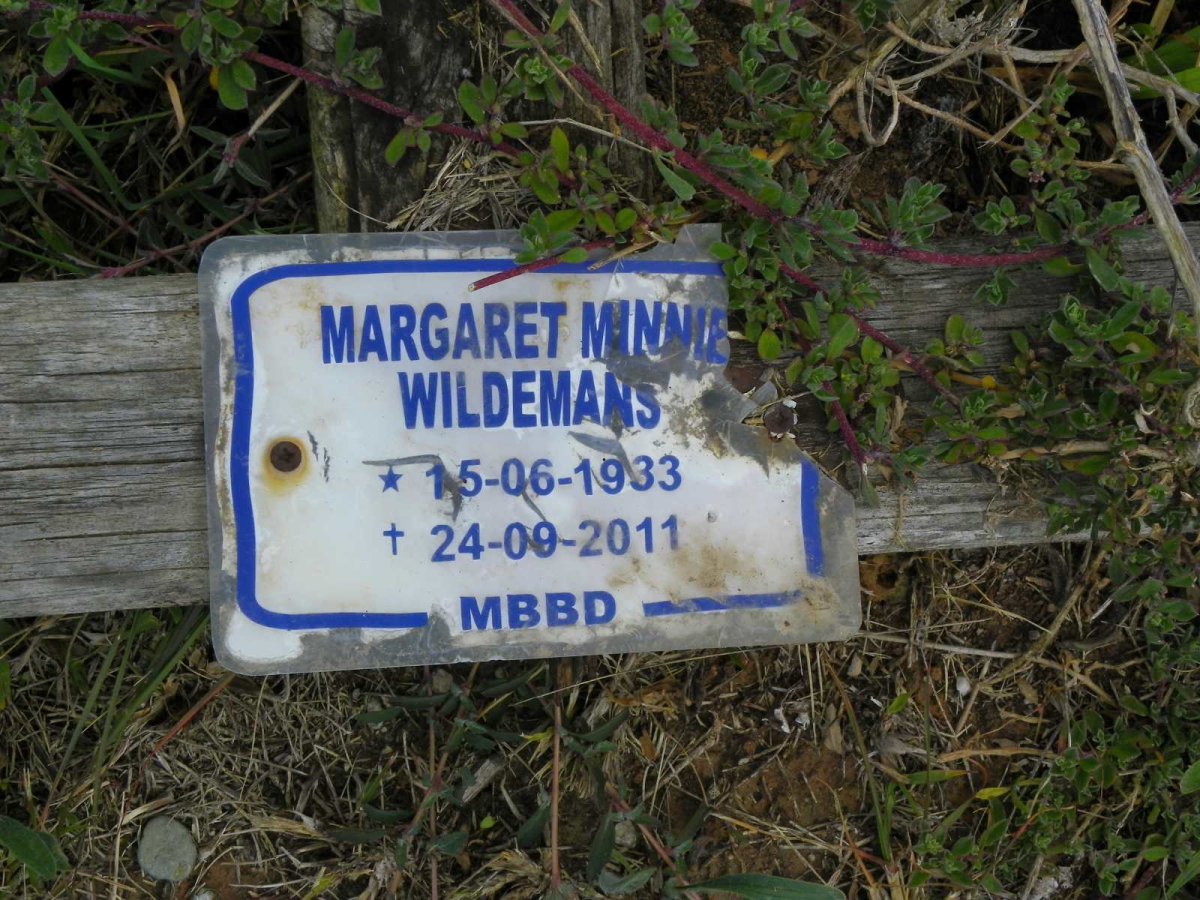 MARGARET MINNIE
WILDEMANS
★ 15-06-1933
✝ 24-09-2011
MBBD